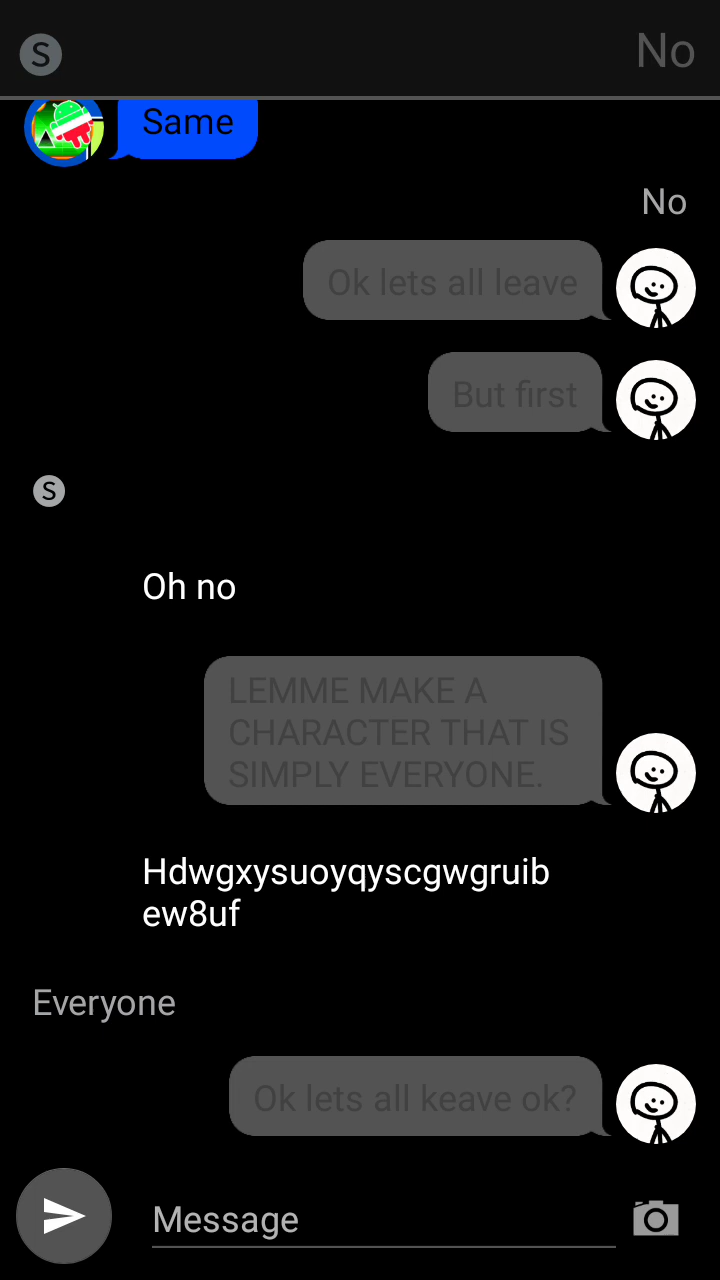 S
No
Same
No
Ok lets all leave
But first
S
Oh no
LEMME MAKE A
CHARACTER THAT IS
SIMPLY EVERYONE.
Hdwgxysuoyqyscgwgruib
ew8uf
Everyone
Ok lets all keave ok?
Message